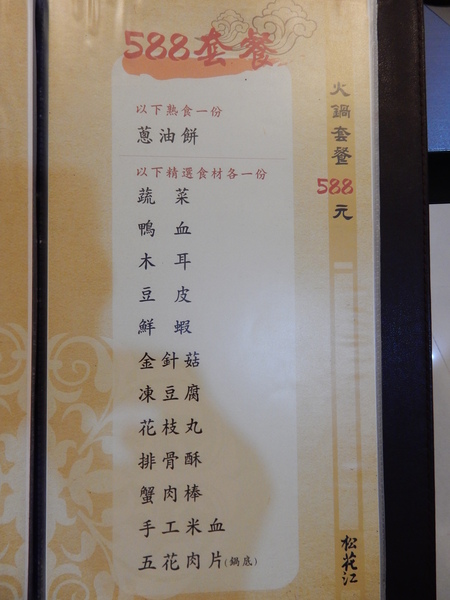 588套餐
以下熟食一份
蔥油餅
以下精選食材各一份
蔬菜
鴨血
木耳
豆皮
鮮蝦
金針菇
凍豆腐
花枝丸
排骨酥
蟹肉棒
手工米血
五花肉片(鍋底)
火鍋套餐
588
元
松花江